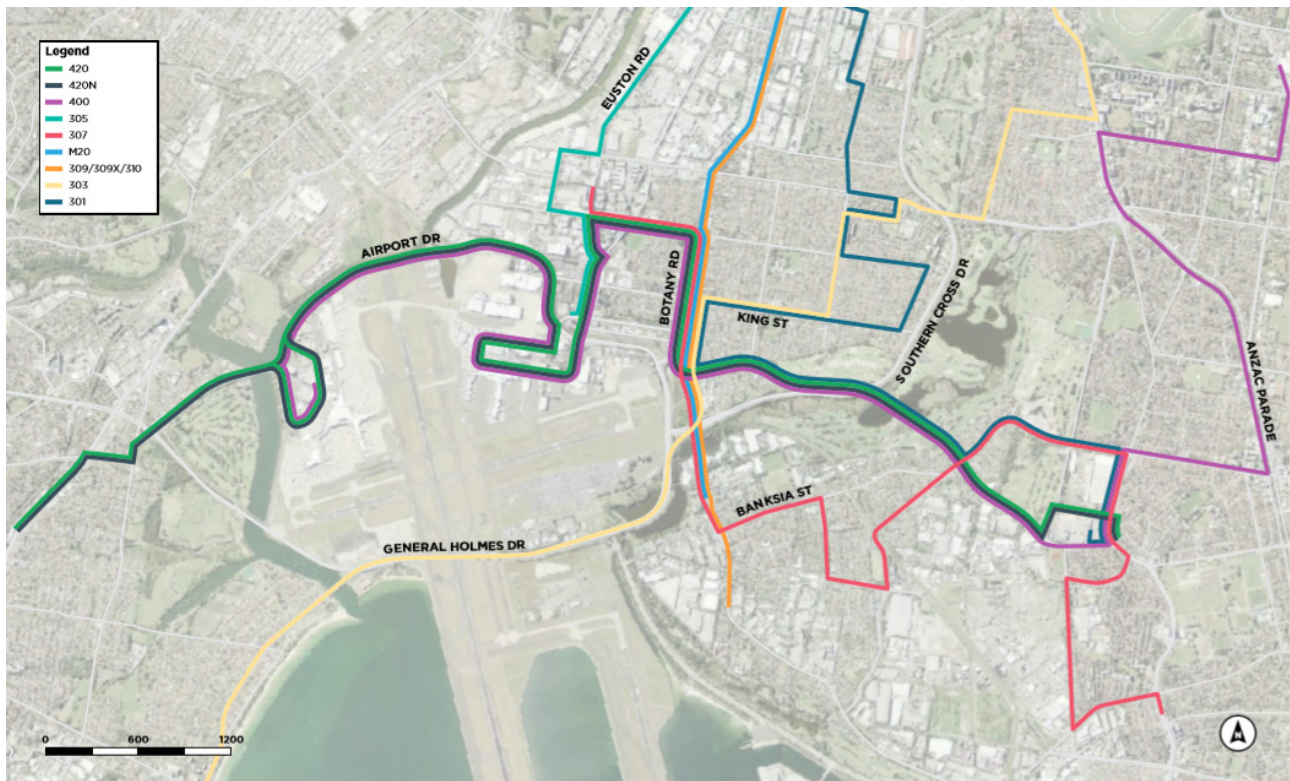 Legend
420
420N
400
305
307
M20
309/309X/310
303
301
EUSTON RD
AIRPORT DR
BOTANY RD
KING ST
SOUTHERN CROSS DR
ANZAC PARADE
BANKSIA ST
GENERAL HOLMES DR
0 600 1200
N